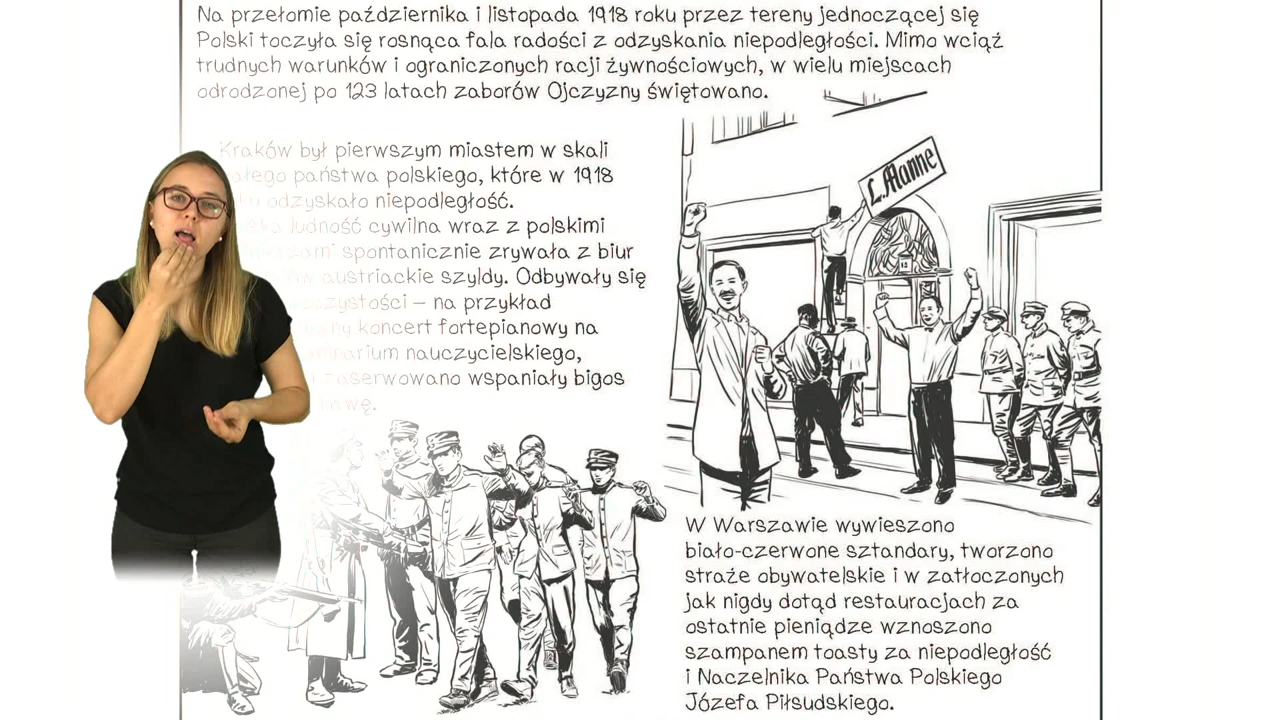 Na przełomie października i listopada 1918 roku przez tereny jednoczącej się
Polski toczyła się rosnąca fala radości z odzyskania niepodległości. Mimo wciąż
trudnych warunków i ograniczonych racji żywnościowych, w wielu miejscach
odrodzonej po 123 latach zaborów Ojczyzny świętowano.
Kraków był pierwszym miastem w skali
całego państwa polskiego, które w 1918
odzyskało niepodległość.
ludność cywilna wraz z polskimi
spontanicznie zrywała z biur
austriackie szyldy. Odbywały się
– na przykład
koncert fortepianowy na
nauczycielskiego,
zaserwowano wspaniały bigos
kawę.
L. Manne
W Warszawie wywieszono
biało-czerwone sztandary, tworzono
straże obywatelskie i w zatłoczonych
jak nigdy dotąd restauracjach za
ostatnie pieniądze wznoszono
szampanem toasty za niepodległość
i Naczelnika Państwa Polskiego
Józefa Piłsudskiego.